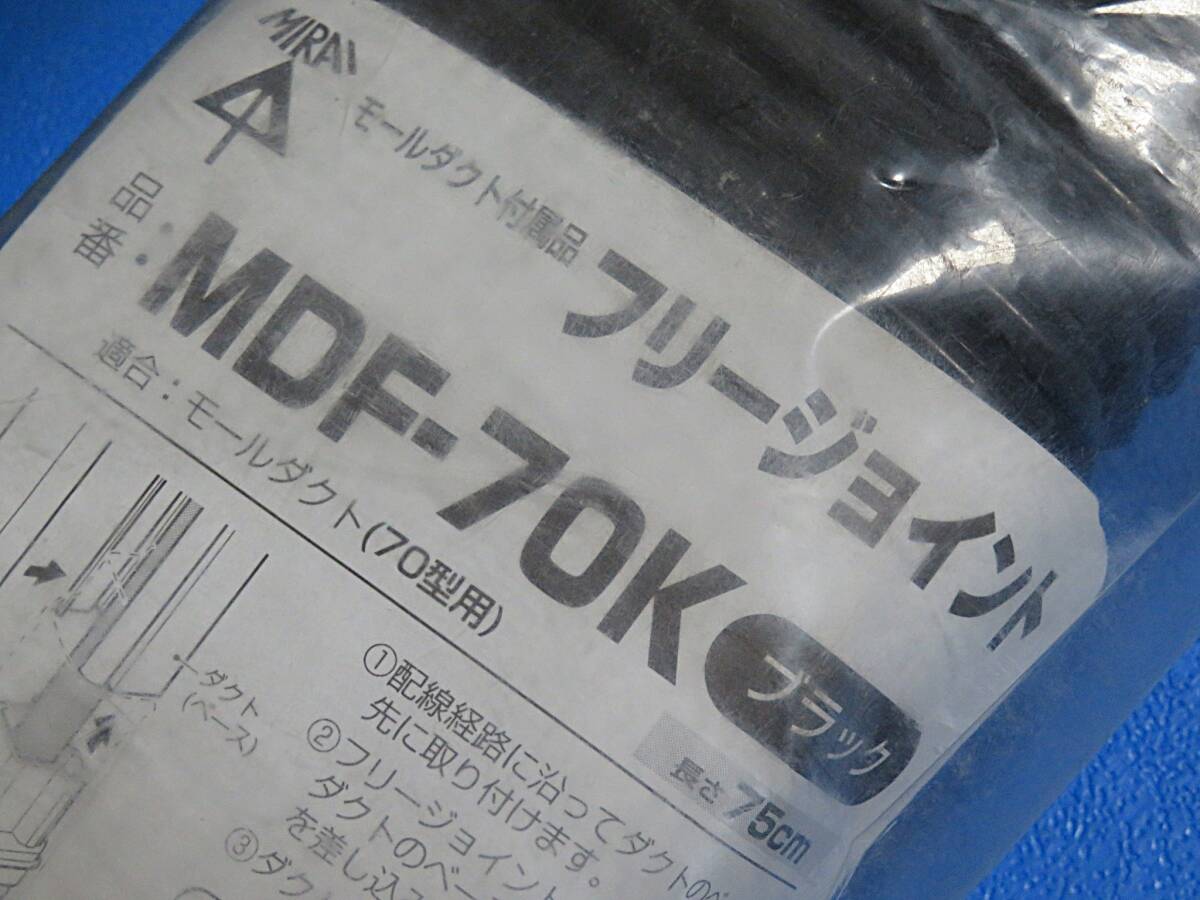 MIRAI
モールダクト付属品
フリージョイント
品番:MDF-70K
ブラック
適合:モールダクト(70型用)
長さ 75cm
ダクト
(ベース)
①配線経路に沿ってダクトのベ
先に取り付けます。
②フリージョイント
ダクトのベー
を差し込
③ダク